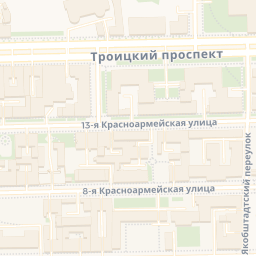 Троицкий проспект
13-я Красноармейская улица
8-я Красноармейская улица
Якобштадтский переулок